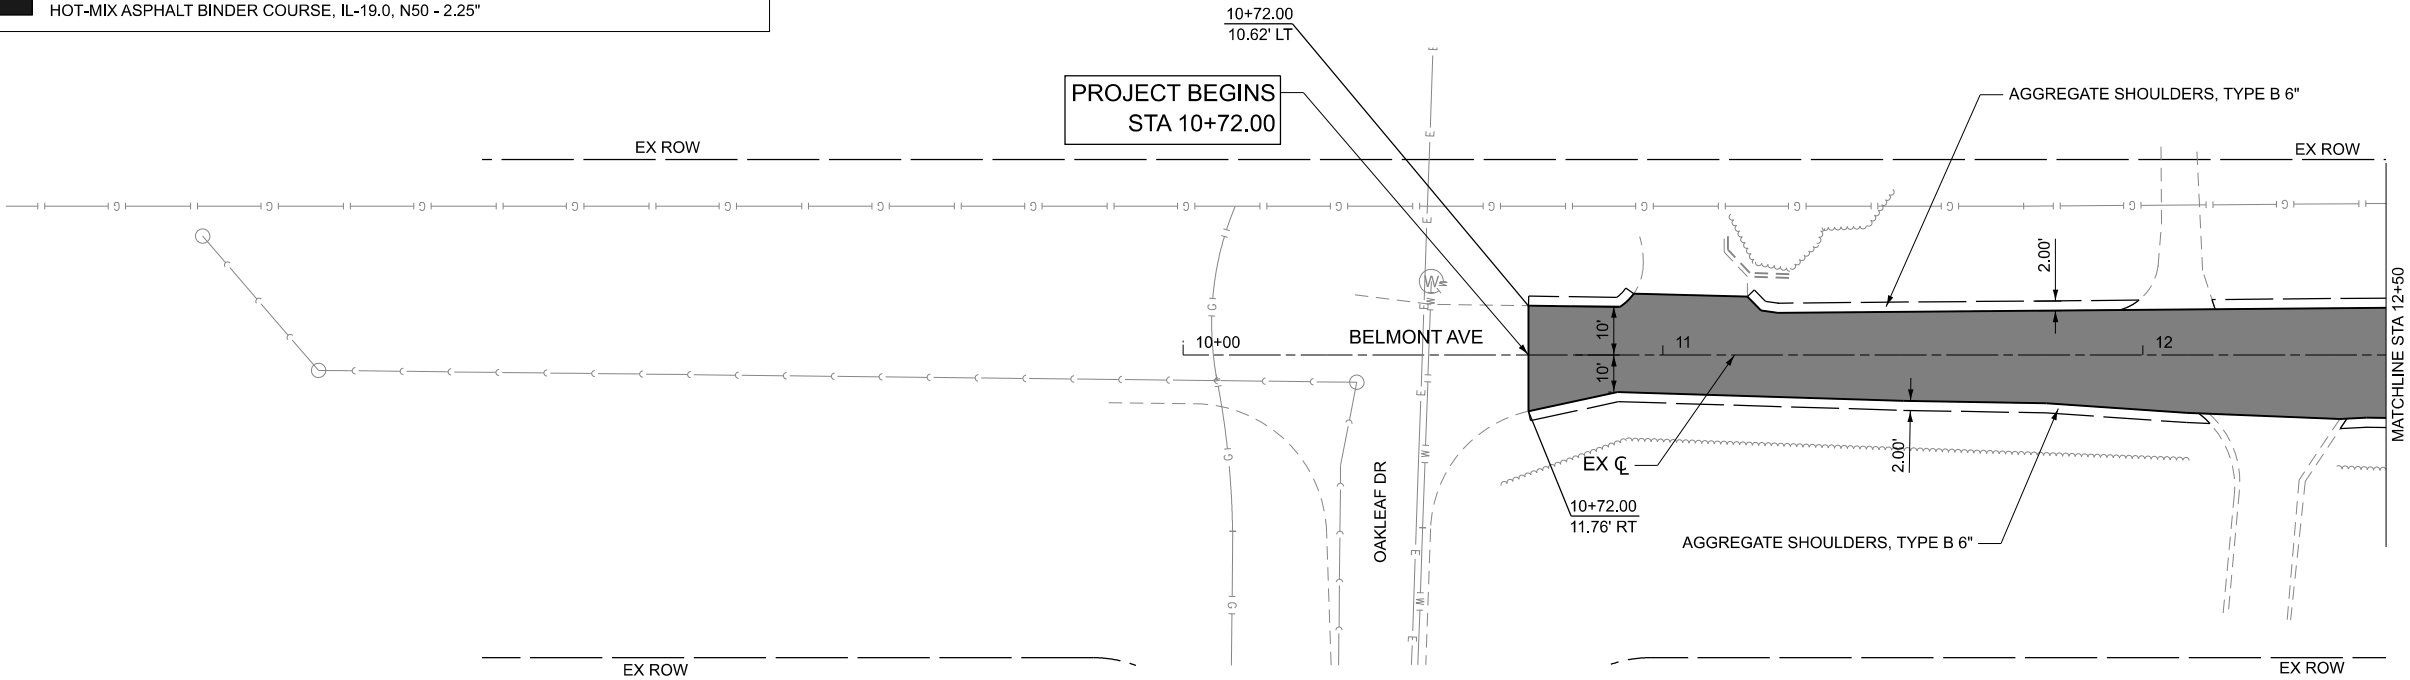 HOT-MIX ASPHALT BINDER COURSE, IL-19.0, N50 - 2.25"
10+72.00
10.62' LT
PROJECT BEGINS
STA 10+72.00
AGGREGATE SHOULDERS, TYPE B 6"
EX ROW
EX ROW
2.00'
MATCHLINE STA 12+50
10+00
BELMONT AVE
10'
10'
11
12
W
EX CL
2.00'
OAKLEAF DR
10+72.00
11.76' RT
AGGREGATE SHOULDERS, TYPE B 6"
EX ROW
EX ROW